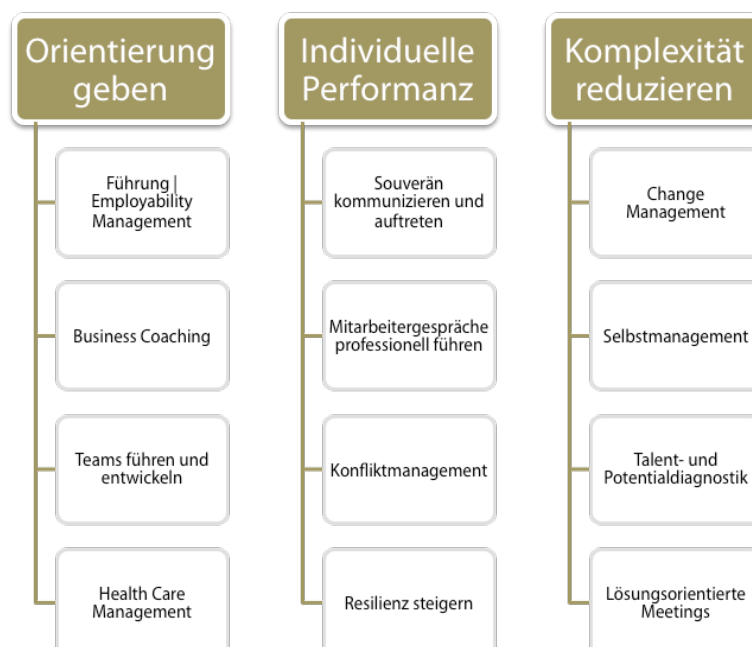 Orientierung
geben
Führung |
Employability
Management
Business Coaching
Teams führen und
entwickeln
Health Care
Management
Individuelle
Performanz
Souverän
kommunizieren und
auftreten
Mitarbeitergespräche
professionell führen
Konfliktmanagement
Resilienz steigern
Komplexität
reduzieren
Change
Management
Selbstmanagement
Talent- und
Potentialdiagnostik
Lösungsorientierte
Meetings